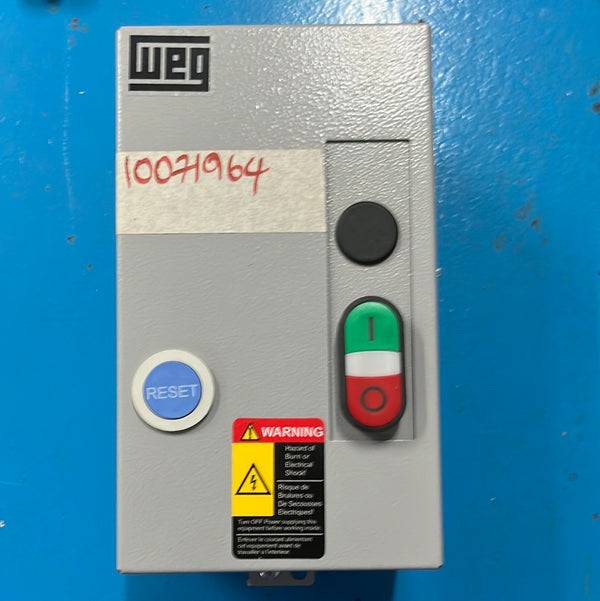 weg
10071964
I
O
RESET
WARNING
Hazard of
Burn or
Electrical
Shock!
Risque de
Brulures ou
De Secousses
Electriques!
Turn OFF Power supplying this
equipment before working inside.
Enlever le courant alimentant
cet equipement avant de
travailler a l'interieur.